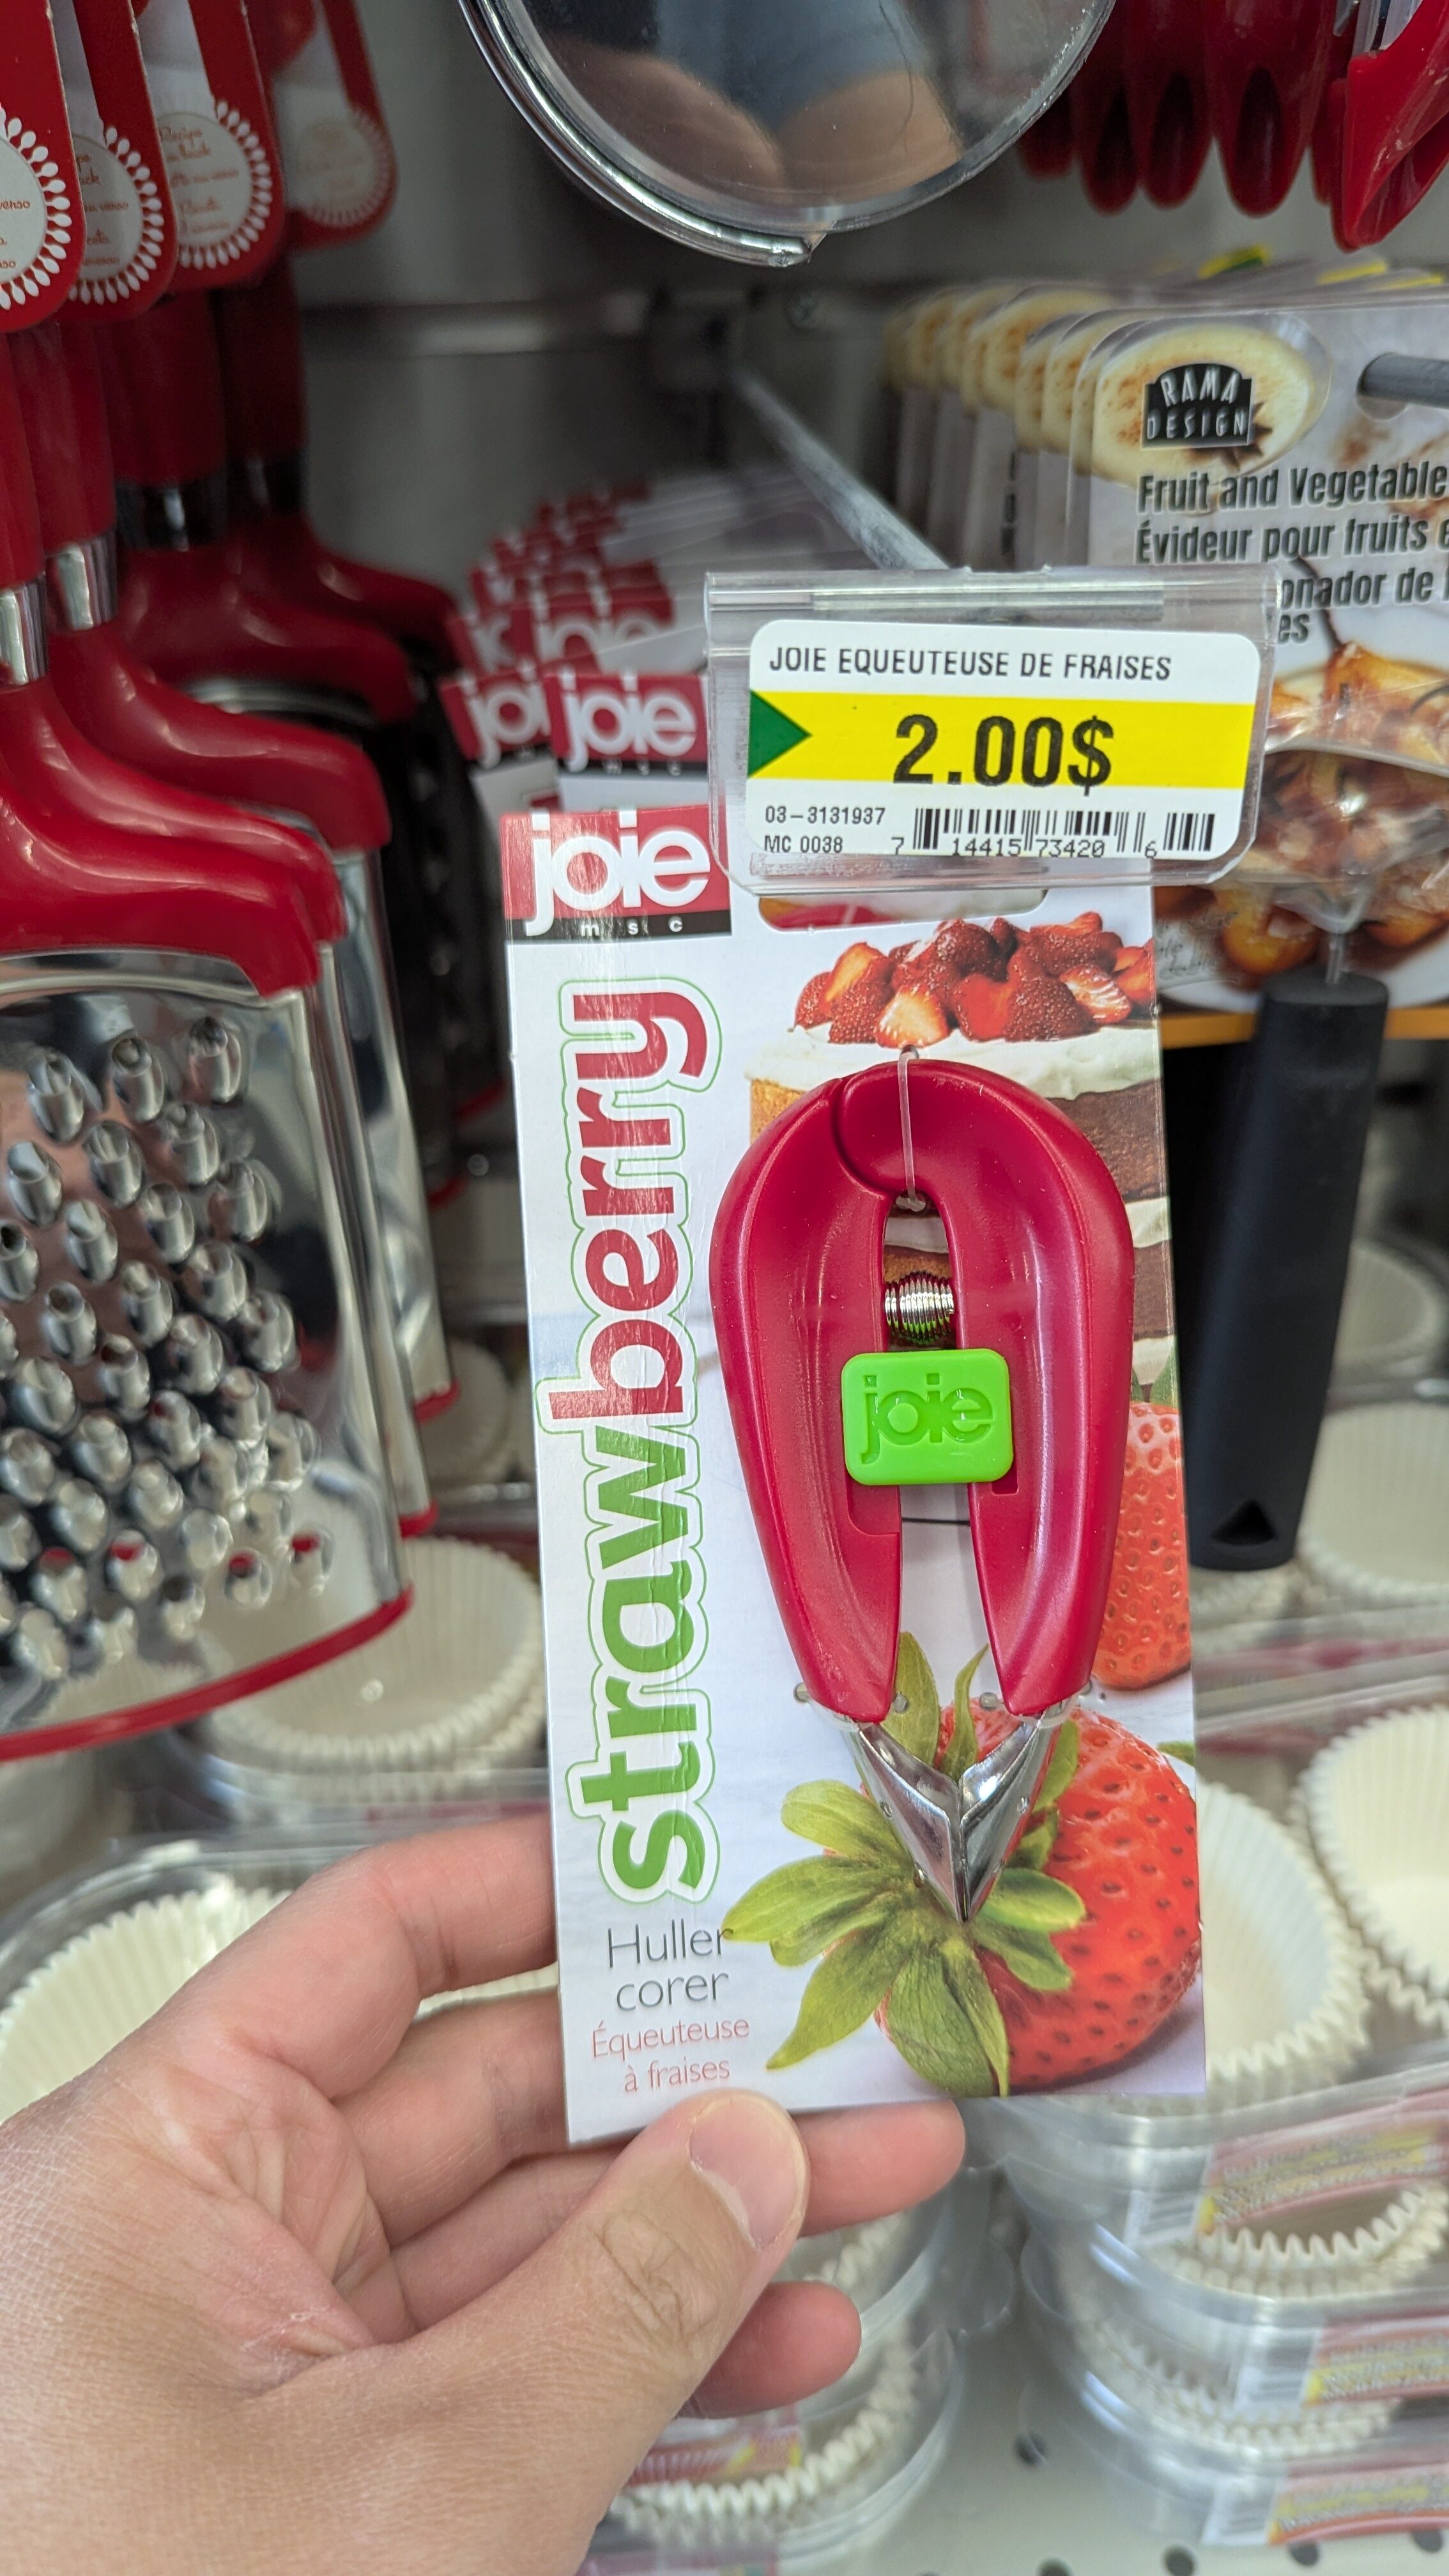 RAMA
DESIGN
Fruit and Vegetable
Évideur pour fruits
JOIE EQUEUTEUSE DE FRAISES
2.00$
03-3131937
MC 0038
7 14415 73420 6
joie
joie
joie
msc
strawberry
joie
Huller
corer
Équeuteuse
à fraises